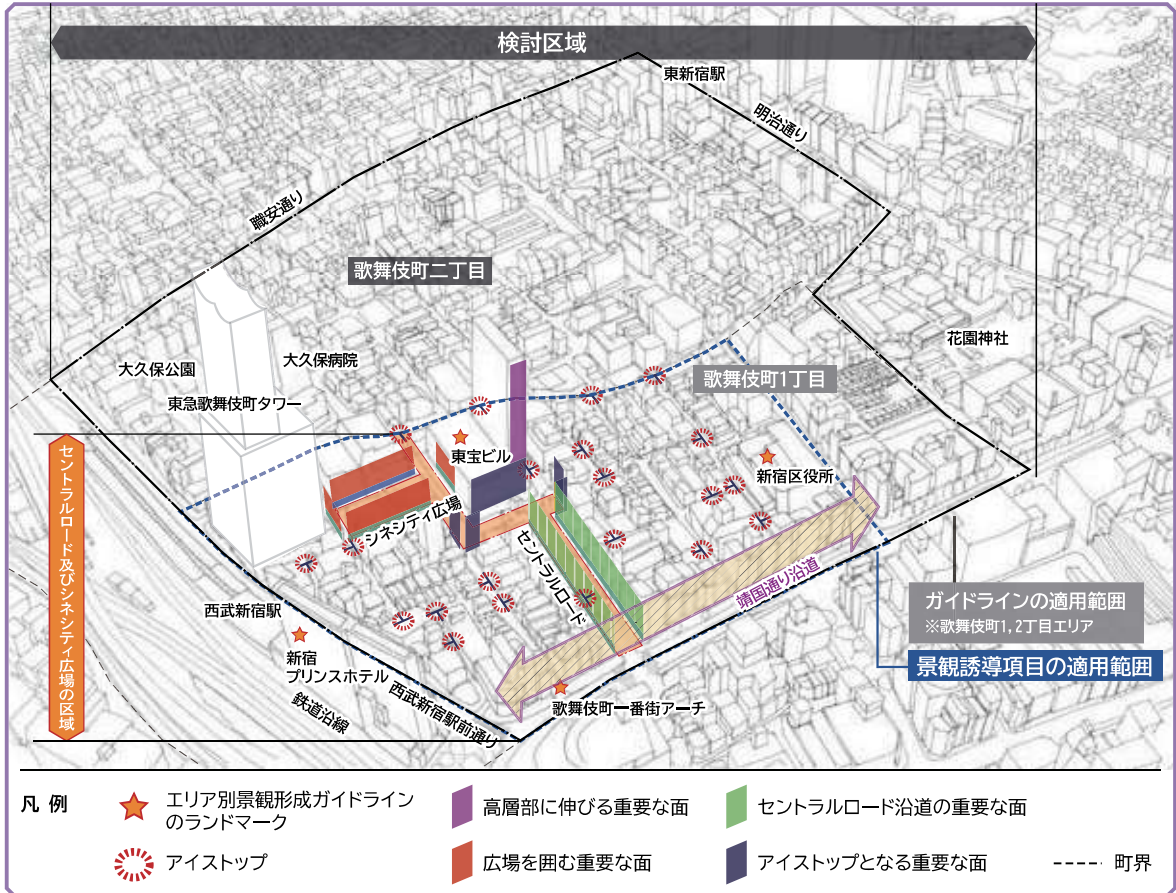 検討区域
東新宿駅
明治通り
職安通り
歌舞伎町二丁目
花園神社
大久保公園
大久保病院
歌舞伎町1丁目
東急歌舞伎町タワー
東宝ビル
新宿区役所
シネシティ広場
セントラルロード
セントラルロード及びシネシティ広場の区域
靖国通り沿道
西武新宿駅
新宿
プリンスホテル
西武新宿駅前通り
鉄道沿線
歌舞伎町一番街アーチ
ガイドラインの適用範囲
※歌舞伎町1,2丁目エリア
景観誘導項目の適用範囲
凡例
エリア別景観形成ガイドライン
のランドマーク
高層部に伸びる重要な面
セントラルロード沿道の重要な面
アイストップ
広場を囲む重要な面
アイストップとなる重要な面
町界